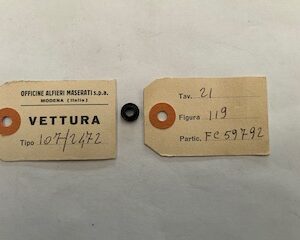 OFFICINE ALFIERI MASERATI s.p.a.
MODENA (Italia)
VETTURA
Tipo 107/2472
Tav. 21
Figura 119
Partic. FC 59792